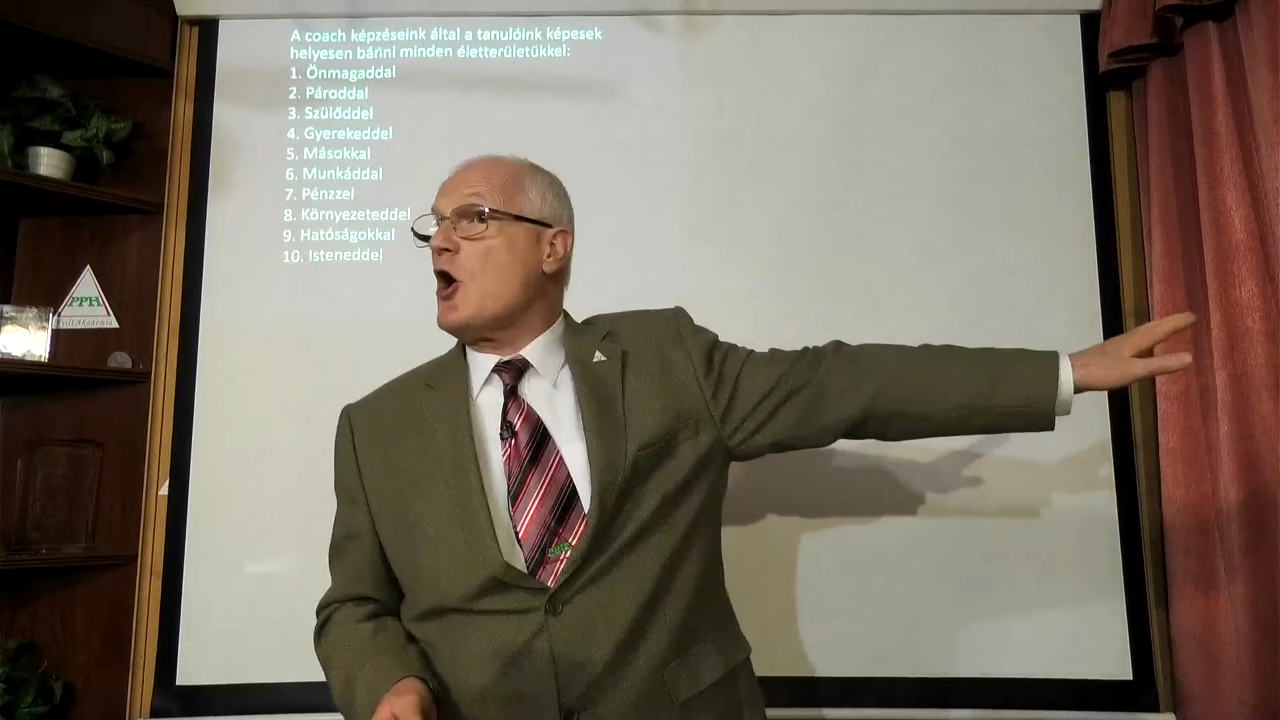 A coach képzéseink által a tanulóink képesek
helyesen bánni minden életterületükkel:
1. Önmagaddal
2. Pároddal
3. Szülőddel
4. Gyerekeddel
5. Másokkal
6. Munkáddal
7. Pénzzel
8. Környezeteddel
9. Hatóságokkal
10. Isteneddel
PPH